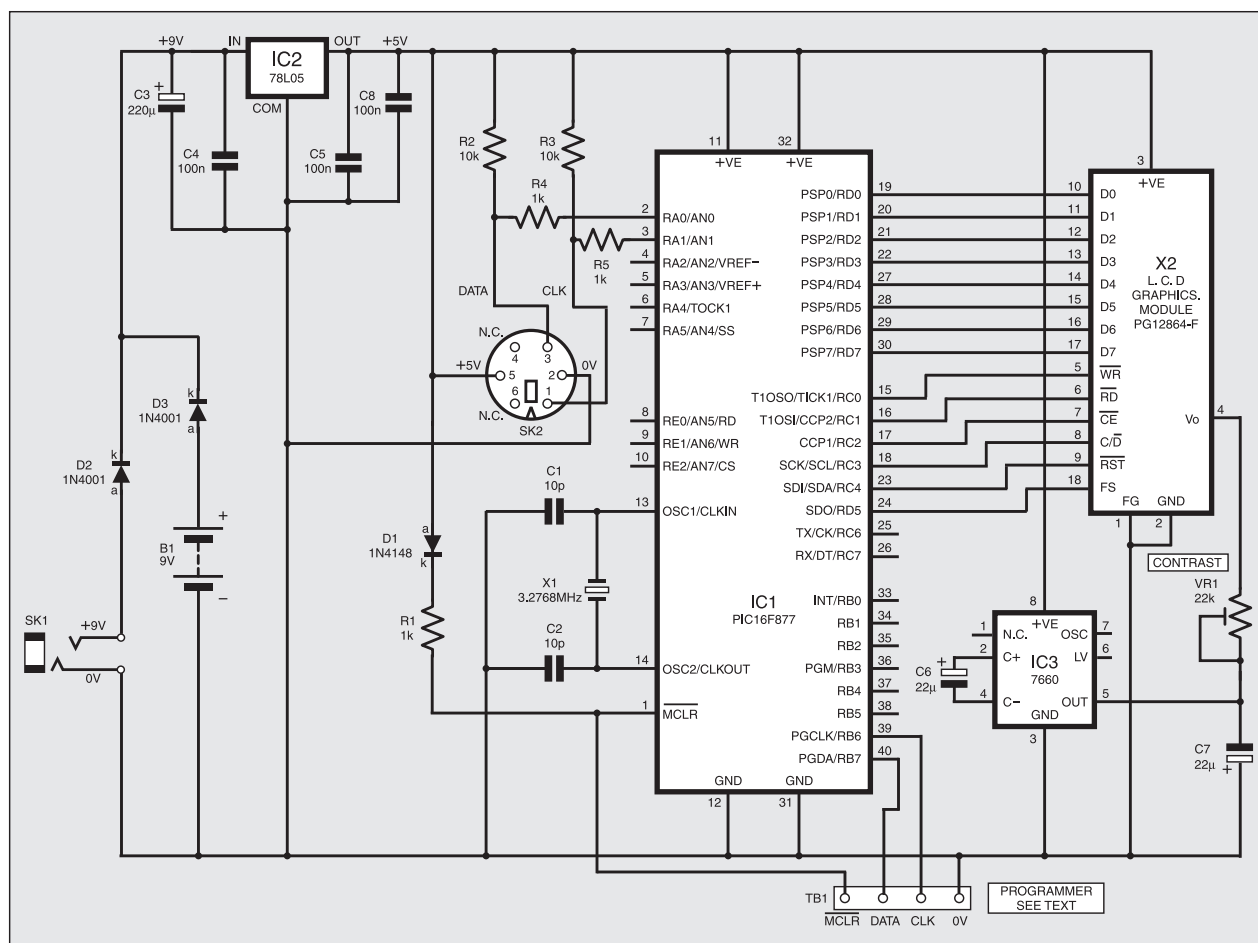 +9V
IN
OUT
+5V
IC2
78L05
COM
+
C3
220µ
C4
100n
C5
100n
C8
100n
R2
10k
R3
10k
R4
1k
R5
1k
DATA
CLK
N.C.
4
3
+5V
5
2
0V
6
1
N.C.
SK2
k
D3
1N4001
a
k
D2
1N4001
a
+
B1
9V
−
SK1
+9V
0V
a
D1
1N4148
k
R1
1k
C1
10p
X1
3.2768MHz
C2
10p
11
32
+VE
+VE
2 RA0/AN0
3 RA1/AN1
4 RA2/AN2/VREF−
5 RA3/AN3/VREF+
6 RA4/TOCK1
7 RA5/AN4/SS
8 RE0/AN5/RD
9 RE1/AN6/WR
10 RE2/AN7/CS
13 OSC1/CLKIN
14 OSC2/CLKOUT
1 M̅C̅L̅R̅
IC1
PIC16F877
PSP0/RD0 19
PSP1/RD1 20
PSP2/RD2 21
PSP3/RD3 22
PSP4/RD4 27
PSP5/RD5 28
PSP6/RD6 29
PSP7/RD7 30
T1OSO/TICK1/RC0 15
T1OSI/CCP2/RC1 16
CCP1/RC2 17
SCK/SCL/RC3 18
SDI/SDA/RC4 23
SDO/RD5 24
TX/CK/RC6 25
RX/DT/RC7 26
INT/RB0 33
RB1 34
RB2 35
PGM/RB3 36
RB4 37
RB5 38
PGCLK/RB6 39
PGDA/RB7 40
GND
GND
12
31
3
+VE
10 D0
11 D1
12 D2
13 D3
14 D4
15 D5
16 D6
17 D7
5 W̅R̅
6 R̅D̅
7 C̅E̅
8 C/D̅
9 R̅S̅T̅
18 FS
X2
L. C. D
GRAPHICS.
MODULE
PG12864-F
Vo
4
FG
GND
1
2
CONTRAST
VR1
22k
8
+VE
1 N.C.
OSC 7
2 C+
IC3
7660
LV 6
4 C−
OUT 5
GND
3
+
C6
22µ
C7
22µ
+
TB1
M̅C̅L̅R̅
DATA
CLK
0V
PROGRAMMER
SEE TEXT